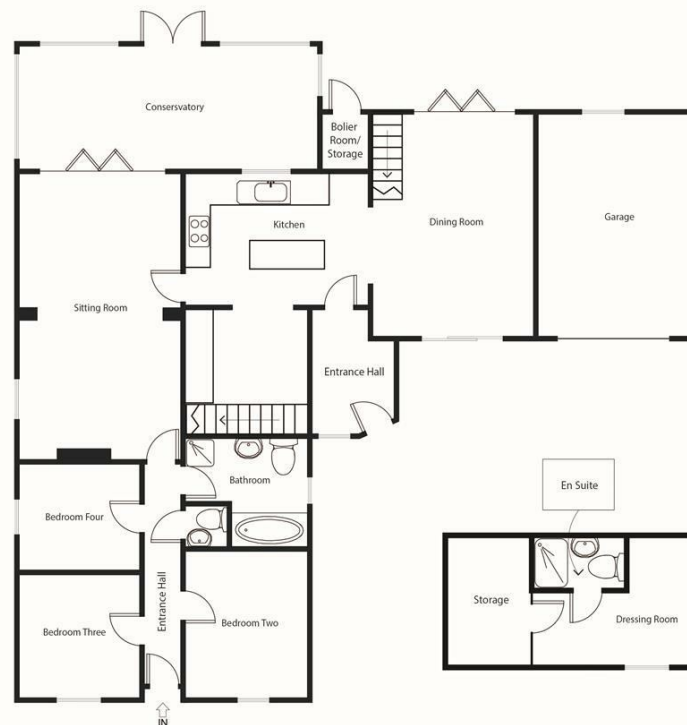 Consersvatory
Bolier
Room/
Storage
Kitchen
Dining Room
Garage
Sitting Room
Entrance Hall
Bathroom
En Suite
Bedroom Four
Entrance Hall
Storage
Dressing Room
Bedroom Three
Bedroom Two
IN